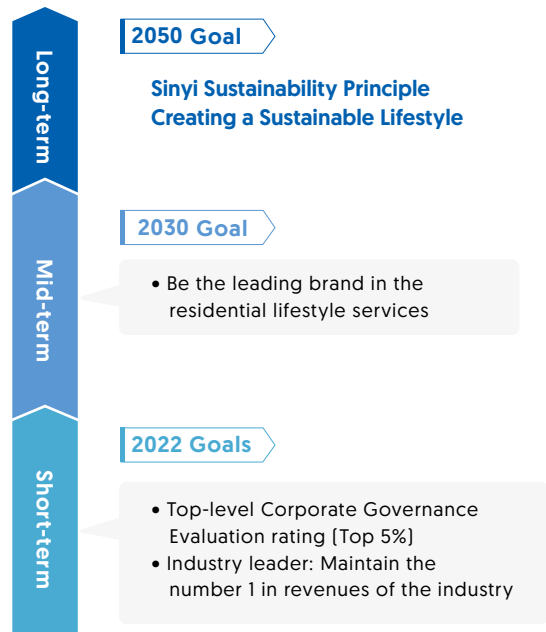 Long-term
2050 Goal
Sinyi Sustainability Principle
Creating a Sustainable Lifestyle
Mid-term
2030 Goal
• Be the leading brand in the
residential lifestyle services
Short-term
2022 Goals
• Top-level Corporate Governance
Evaluation rating (Top 5%)
• Industry leader: Maintain the
number 1 in revenues of the industry